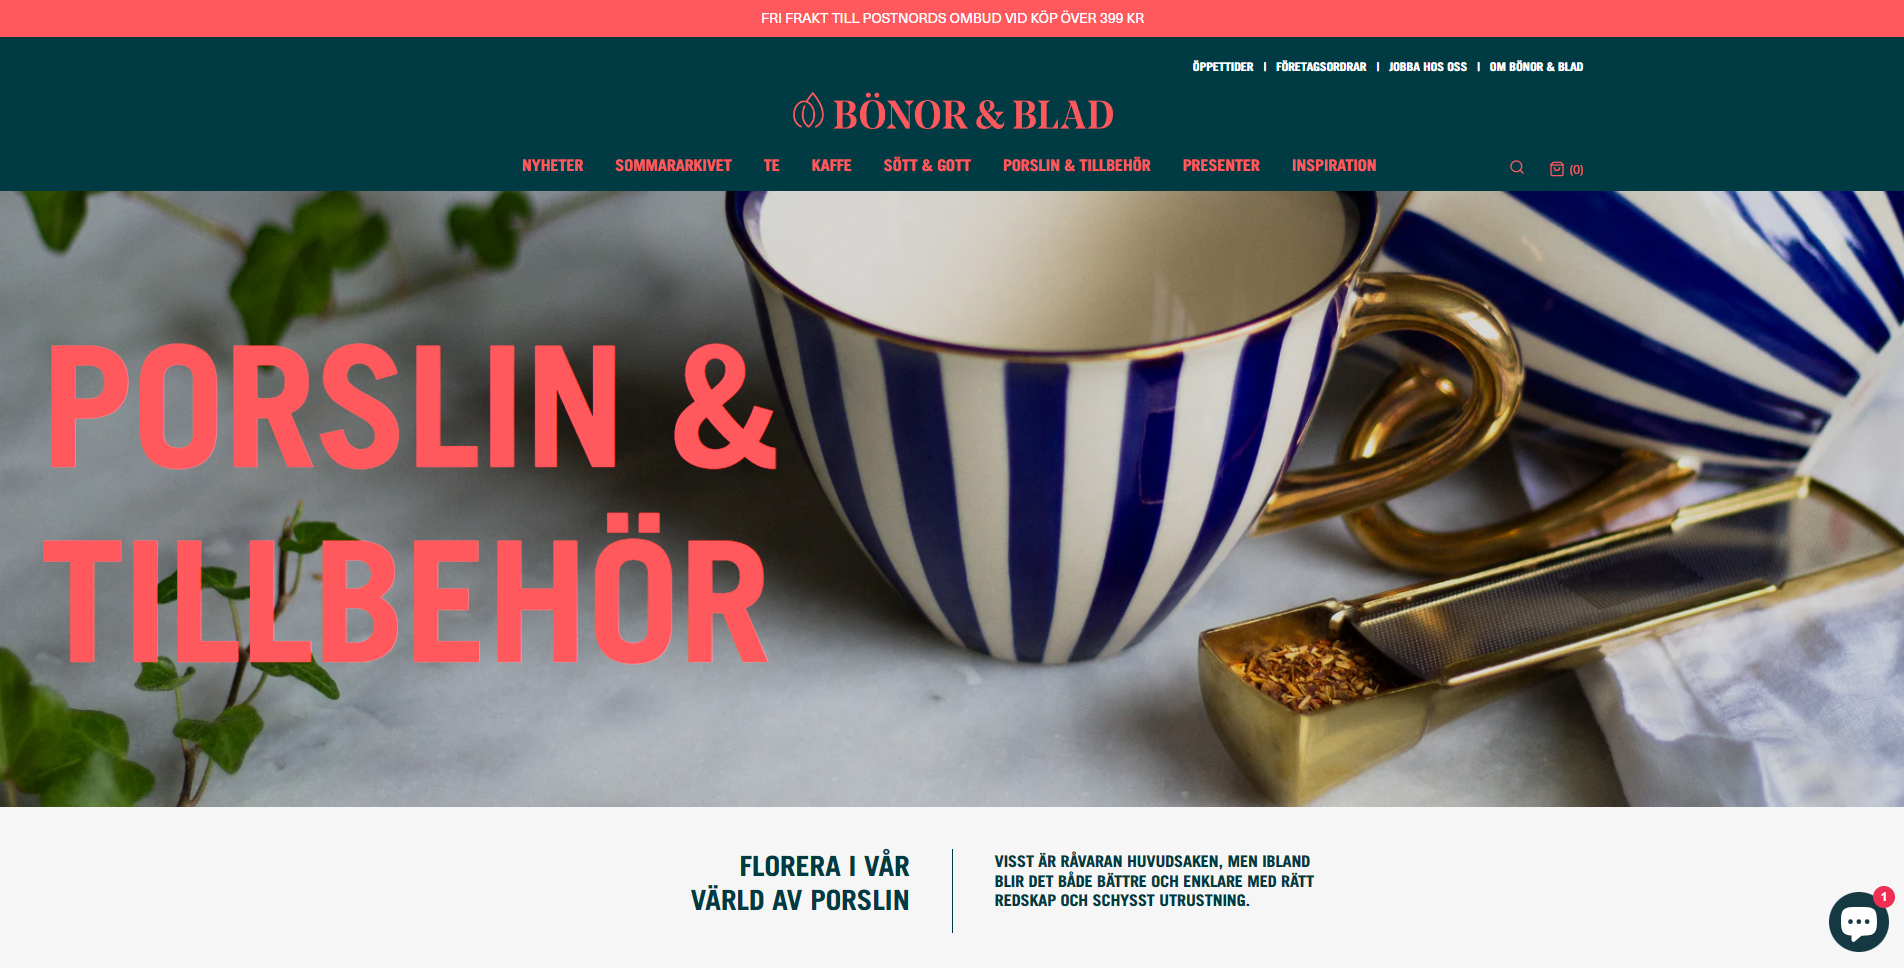 FRI FRAKT TILL POSTNORDS OMBUD VID KÖP ÖVER 399 KR
ÖPPETTIDER | FÖRETAGSORDRAR | JOBBA HOS OSS | OM BÖNOR & BLAD
BÖNOR & BLAD
NYHETER SOMMARARKIVET TE KAFFE SÖTT & GOTT PORSLIN & TILLBEHÖR PRESENTER INSPIRATION (0)
PORSLIN &
TILLBEHÖR
FLORERA I VÅR
VÄRLD AV PORSLIN
VISST ÄR RÅVARAN HUVUDSAKEN, MEN IBLAND
BLIR DET BÅDE BÄTTRE OCH ENKLARE MED RÄTT
REDSKAP OCH SCHYSST UTRUSTNING.
1